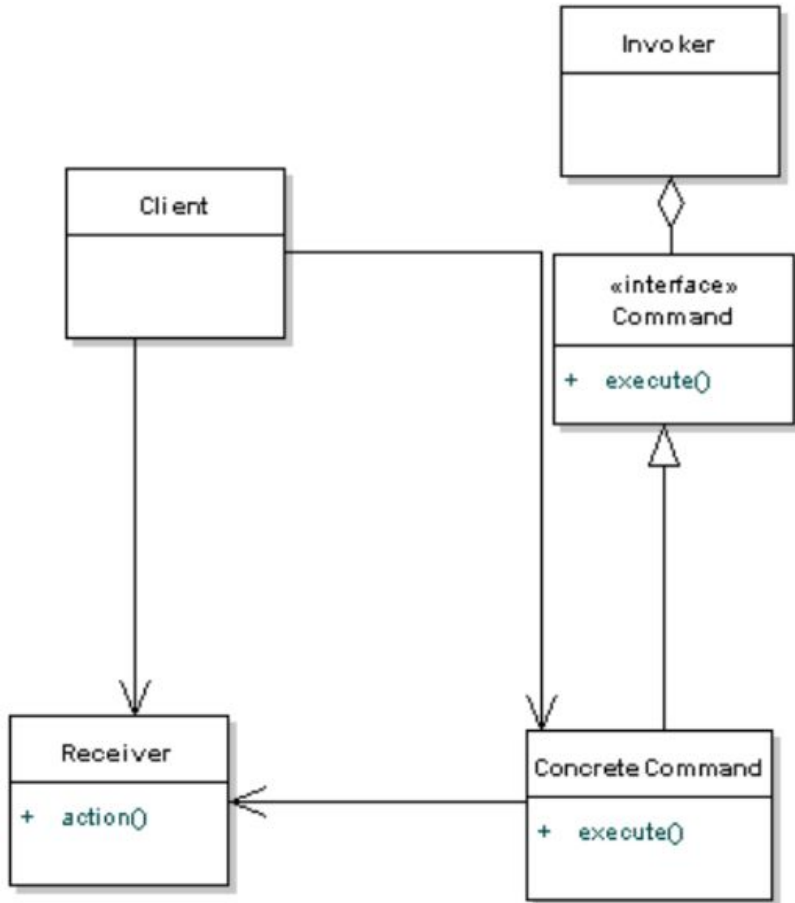 Invoker
Client
«interface»
Command
+ execute()
Receiver
+ action()
Concrete Command
+ execute()